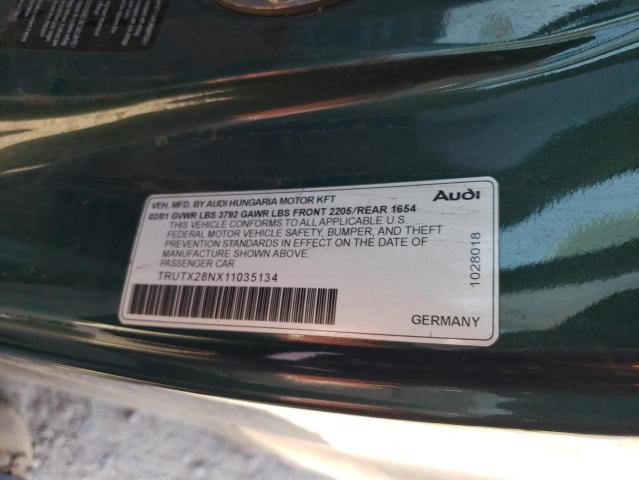 VEH. MFD. BY AUDI HUNGARIA MOTOR KFT
Audi
02/01 GVWR LBS 3792 GAWR LBS FRONT 2205/REAR 1654
THIS VEHICLE CONFORMS TO ALL APPLICABLE U.S.
FEDERAL MOTOR VEHICLE SAFETY, BUMPER, AND THEFT
PREVENTION STANDARDS IN EFFECT ON THE DATE OF
MANUFACTURE SHOWN ABOVE.
PASSENGER CAR
TRUTX28NX11035134
1028018
GERMANY